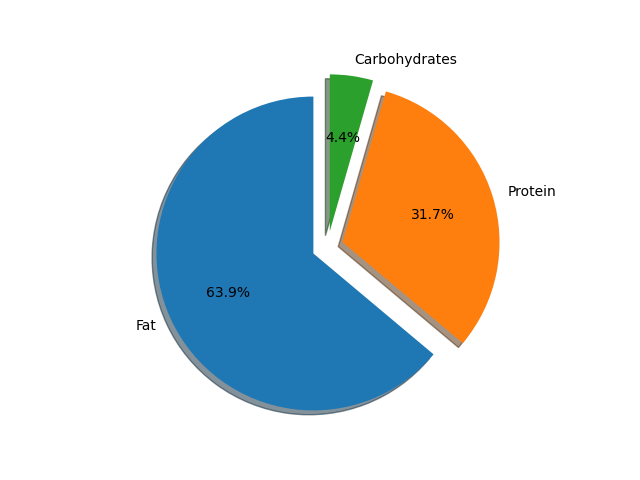 Carbohydrates
4.4%
Protein
31.7%
63.9%
Fat